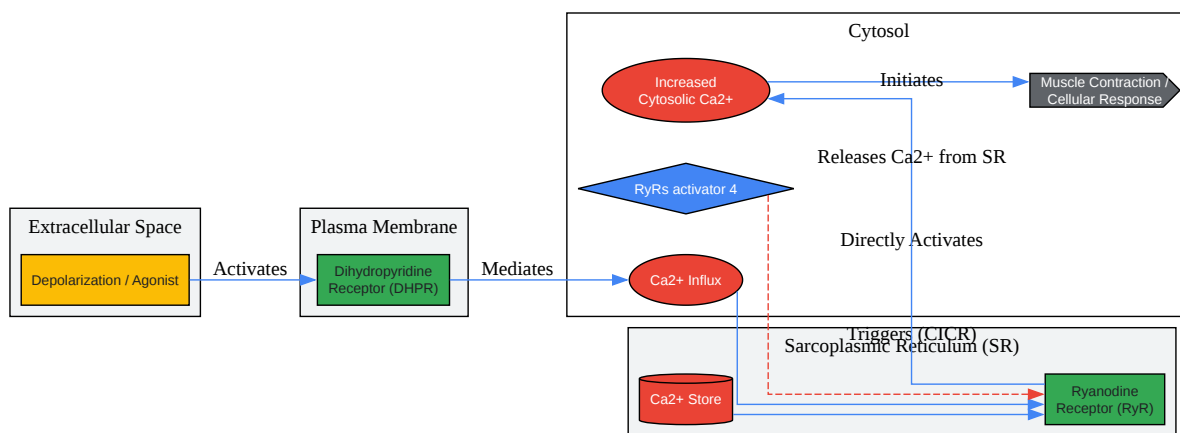 Cytosol
Increased
Cytosolic Ca2+
Initiates
Muscle Contraction /
Cellular Response
Releases Ca2+ from SR
RyRs activator 4
Extracellular Space
Plasma Membrane
Directly Activates
Depolarization / Agonist
Activates
Dihydropyridine
Receptor (DHPR)
Mediates
Ca2+ Influx
Triggers (CICR)
Sarcoplasmic Reticulum (SR)
Ca2+ Store
Ryanodine
Receptor (RyR)